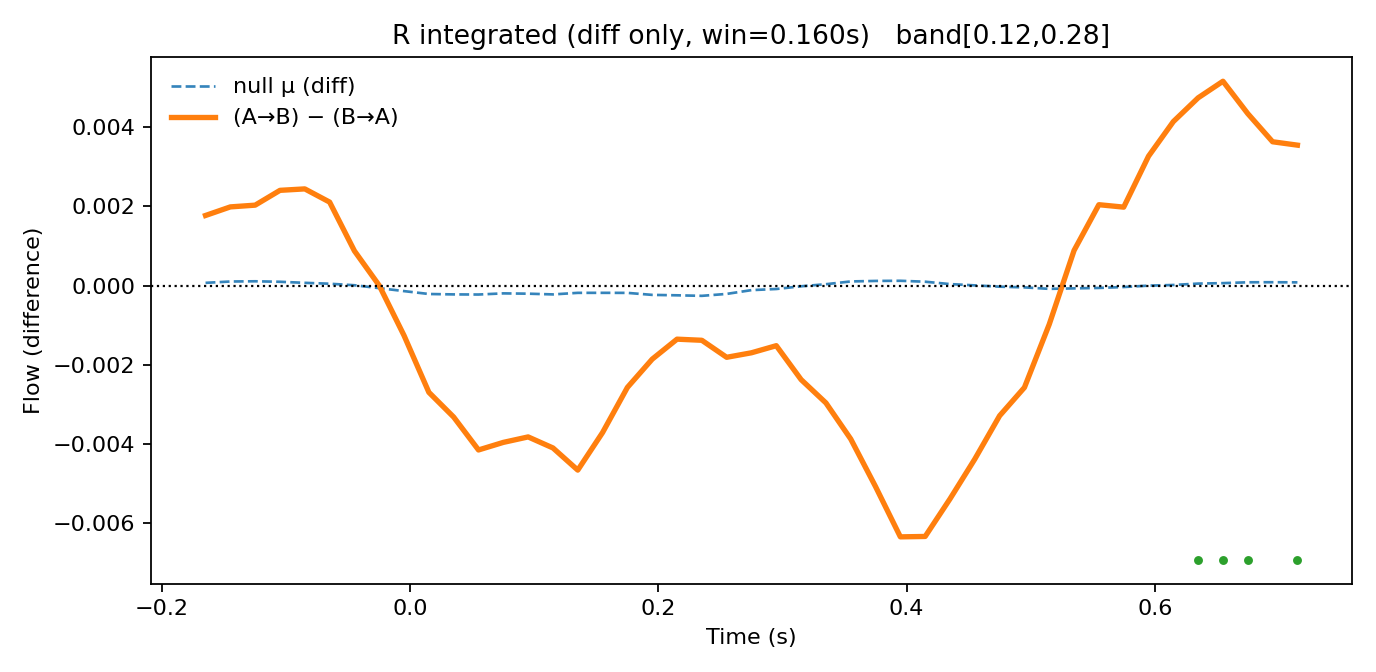 R integrated (diff only, win=0.160s)   band[0.12,0.28]
null μ (diff)
(A→B) − (B→A)
Flow (difference)
0.004
0.002
0.000
−0.002
−0.004
−0.006
−0.2
0.0
0.2
0.4
0.6
Time (s)